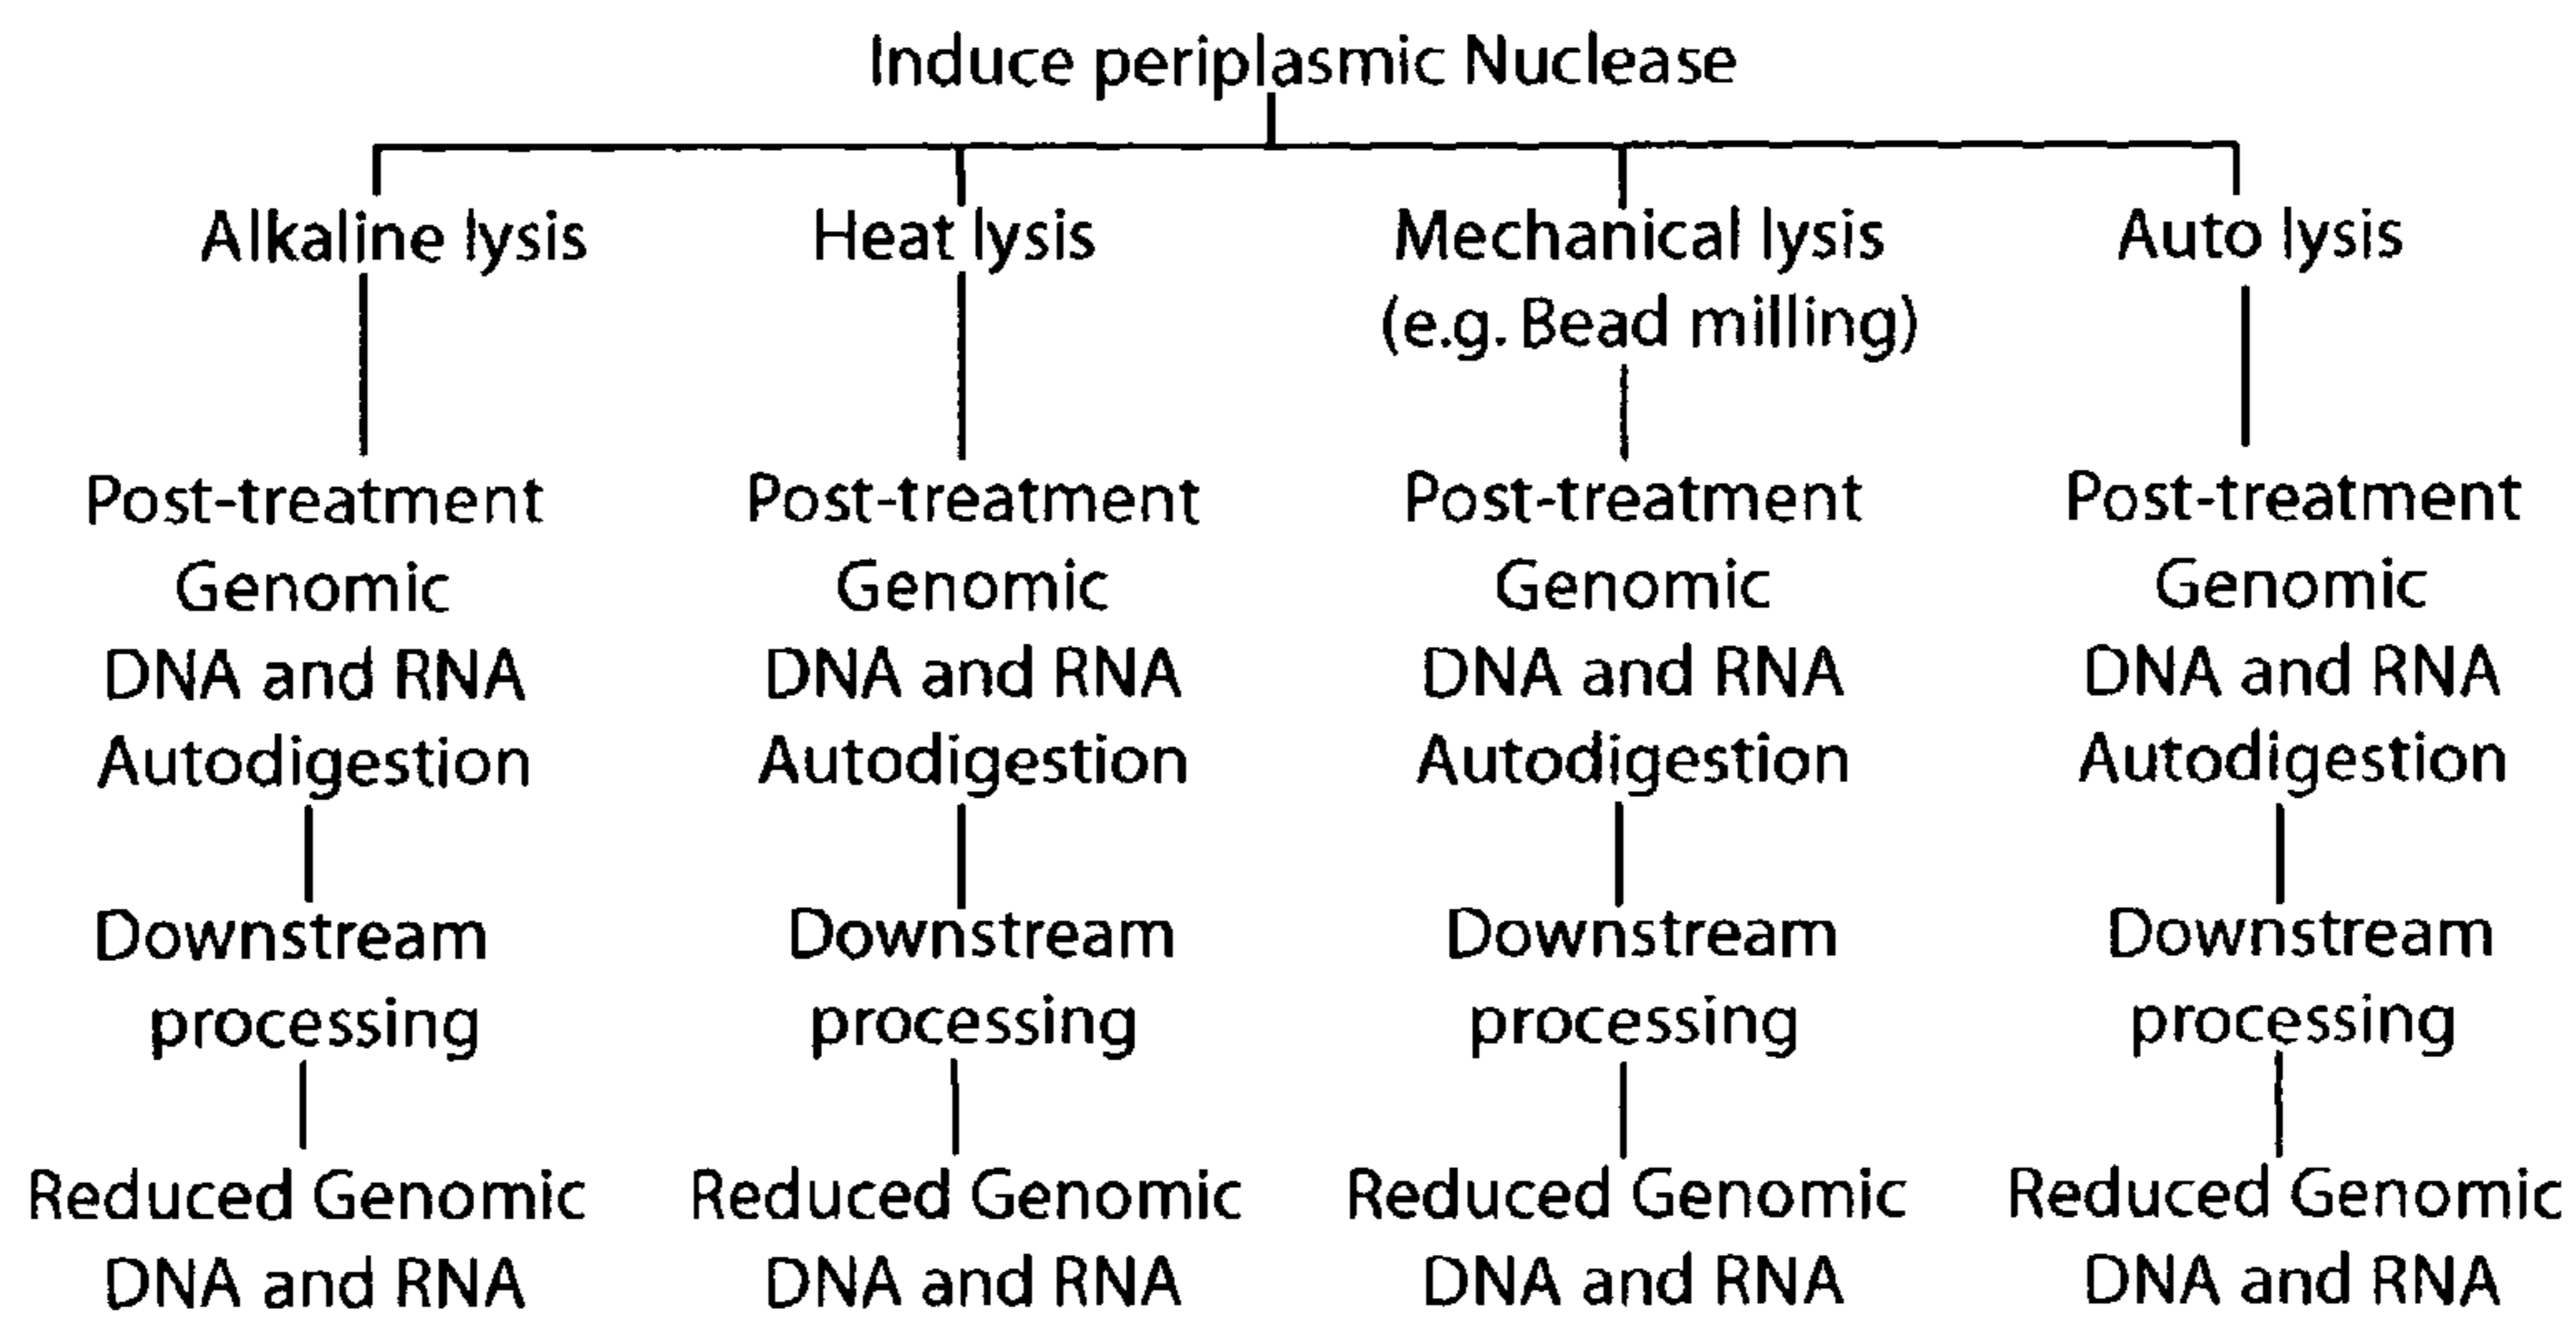 Induce periplasmic Nuclease
Alkaline lysis
Post-treatment
Genomic
DNA and RNA
Autodigestion
Downstream
processing
Reduced Genomic
DNA and RNA
Heat lysis
Post-treatment
Genomic
DNA and RNA
Autodigestion
Downstream
processing
Reduced Genomic
DNA and RNA
Mechanical lysis
(e.g. Bead milling)
Post-treatment
Genomic
DNA and RNA
Autodigestion
Downstream
processing
Reduced Genomic
DNA and RNA
Auto lysis
Post-treatment
Genomic
DNA and RNA
Autodigestion
Downstream
processing
Reduced Genomic
DNA and RNA